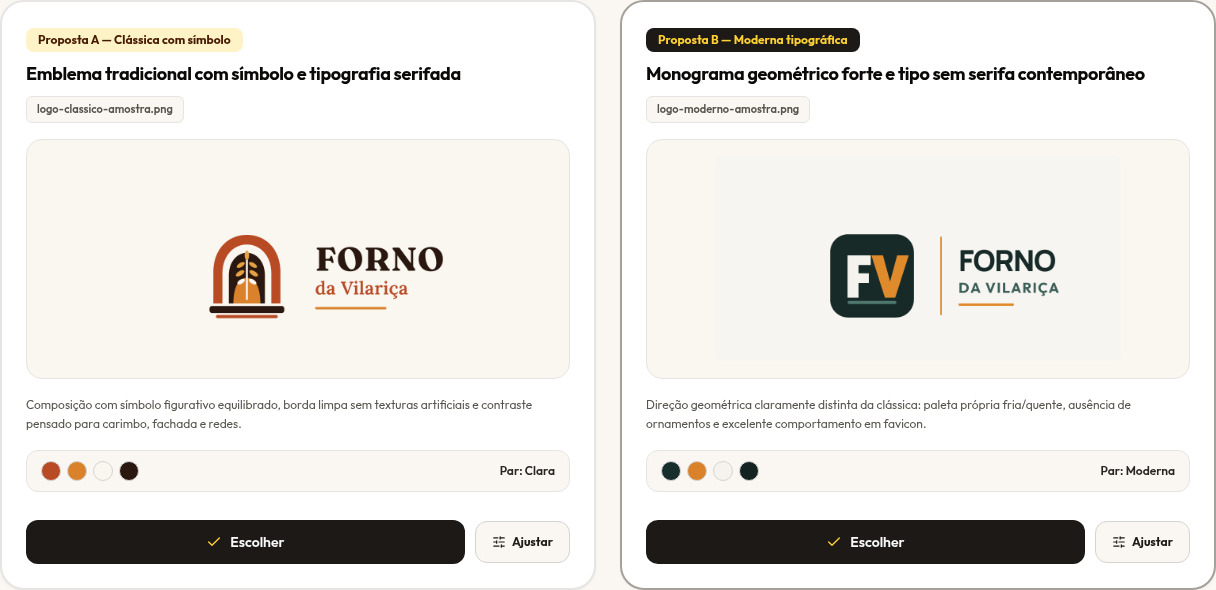 Proposta A — Clássica com símbolo
Emblema tradicional com símbolo e tipografia serifada
logo-classico-amostra.png
FORNO
da Vilariça
Composição com símbolo figurativo equilibrado, borda limpa sem texturas artificiais e contraste
pensado para carimbo, fachada e redes.
Par: Clara
Escolher
Ajustar
Proposta B — Moderna tipográfica
Monograma geométrico forte e tipo sem serifa contemporâneo
logo-moderno-amostra.png
FV
FORNO
DA VILARIÇA
Direção geométrica claramente distinta da clássica: paleta própria fria/quente, ausência de
ornamentos e excelente comportamento em favicon.
Par: Moderna
Escolher
Ajustar